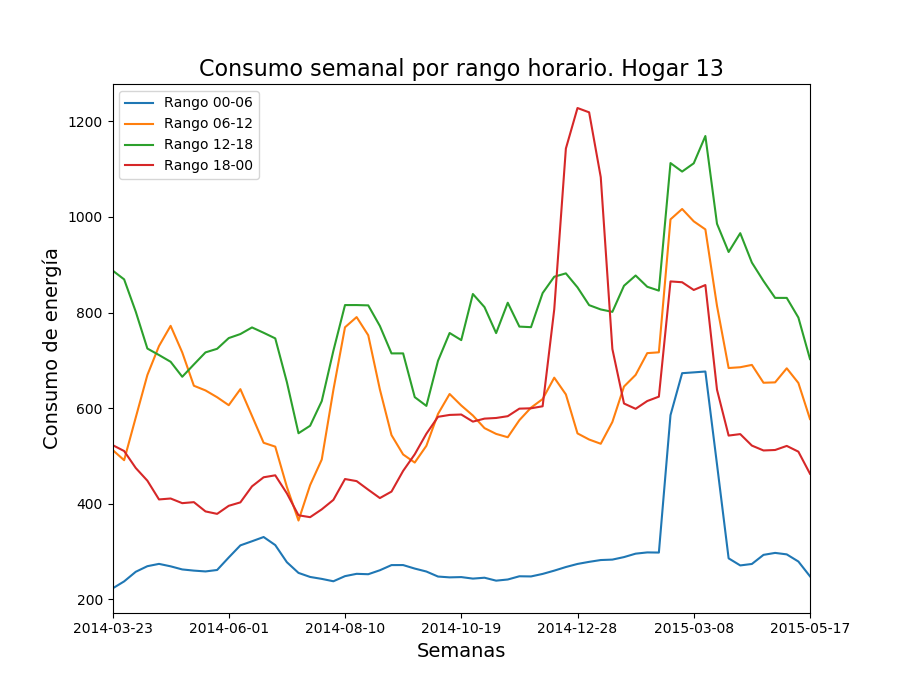 Consumo semanal por rango horario. Hogar 13
Rango 00-06
Rango 06-12
Rango 12-18
Rango 18-00
1200
1000
800
600
400
200
Consumo de energía
2014-03-23 2014-06-01 2014-08-10 2014-10-19 2014-12-28 2015-03-08 2015-05-17
Semanas